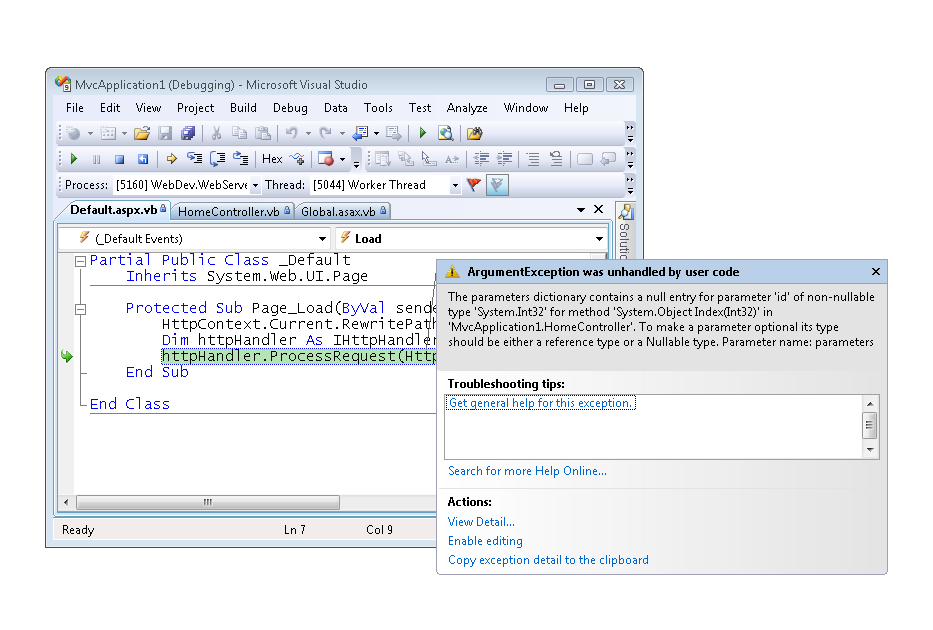 MvcApplication1 (Debugging) - Microsoft Visual Studio
File Edit View Project Build Debug Data Tools Test Analyze Window Help
Hex
Process: [5160] WebDev.WebServe Thread: [5044] Worker Thread
Default.aspx.vb HomeController.vb Global.asax.vb
(_Default Events) Load
Partial Public Class _Default
Inherits System.Web.UI.Page
Protected Sub Page_Load(ByVal sende
HttpContext.Current.RewritePath
Dim httpHandler As IHttpHandler
httpHandler.ProcessRequest(Http
End Sub
End Class
Ready Ln 7 Col 9
Solutio
ArgumentException was unhandled by user code
The parameters dictionary contains a null entry for parameter 'id' of non-nullable
type 'System.Int32' for method 'System.Object Index(Int32)' in
'MvcApplication1.HomeController'. To make a parameter optional its type
should be either a reference type or a Nullable type. Parameter name: parameters
Troubleshooting tips:
Get general help for this exception.
Search for more Help Online...
Actions:
View Detail...
Enable editing
Copy exception detail to the clipboard